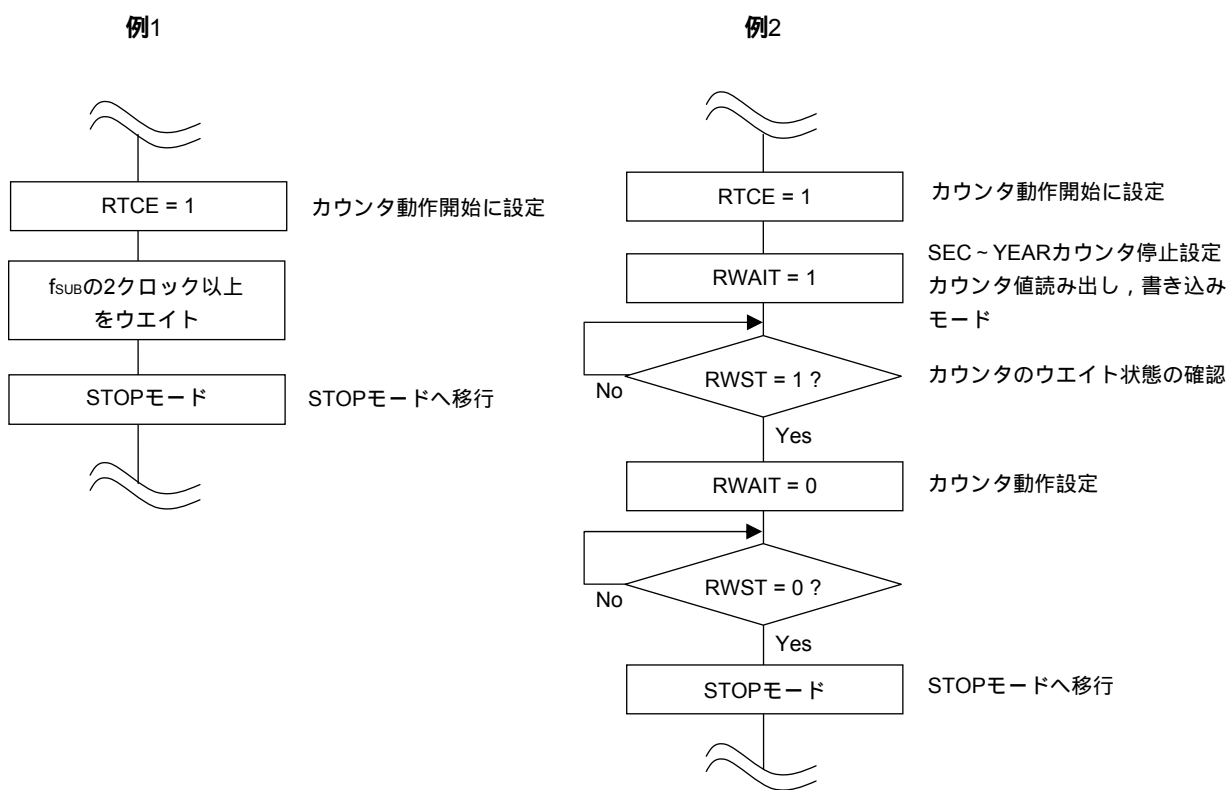 例1
RTCE = 1
カウンタ動作開始に設定
fSUBの2クロック以上
をウエイト
STOPモード
STOPモードへ移行
例2
RTCE = 1
カウンタ動作開始に設定
RWAIT = 1
SEC~YEARカウンタ停止設定
カウンタ値読み出し，書き込み
モード
RWST = 1 ?
カウンタのウエイト状態の確認
No
Yes
RWAIT = 0
カウンタ動作設定
RWST = 0 ?
No
Yes
STOPモード
STOPモードへ移行